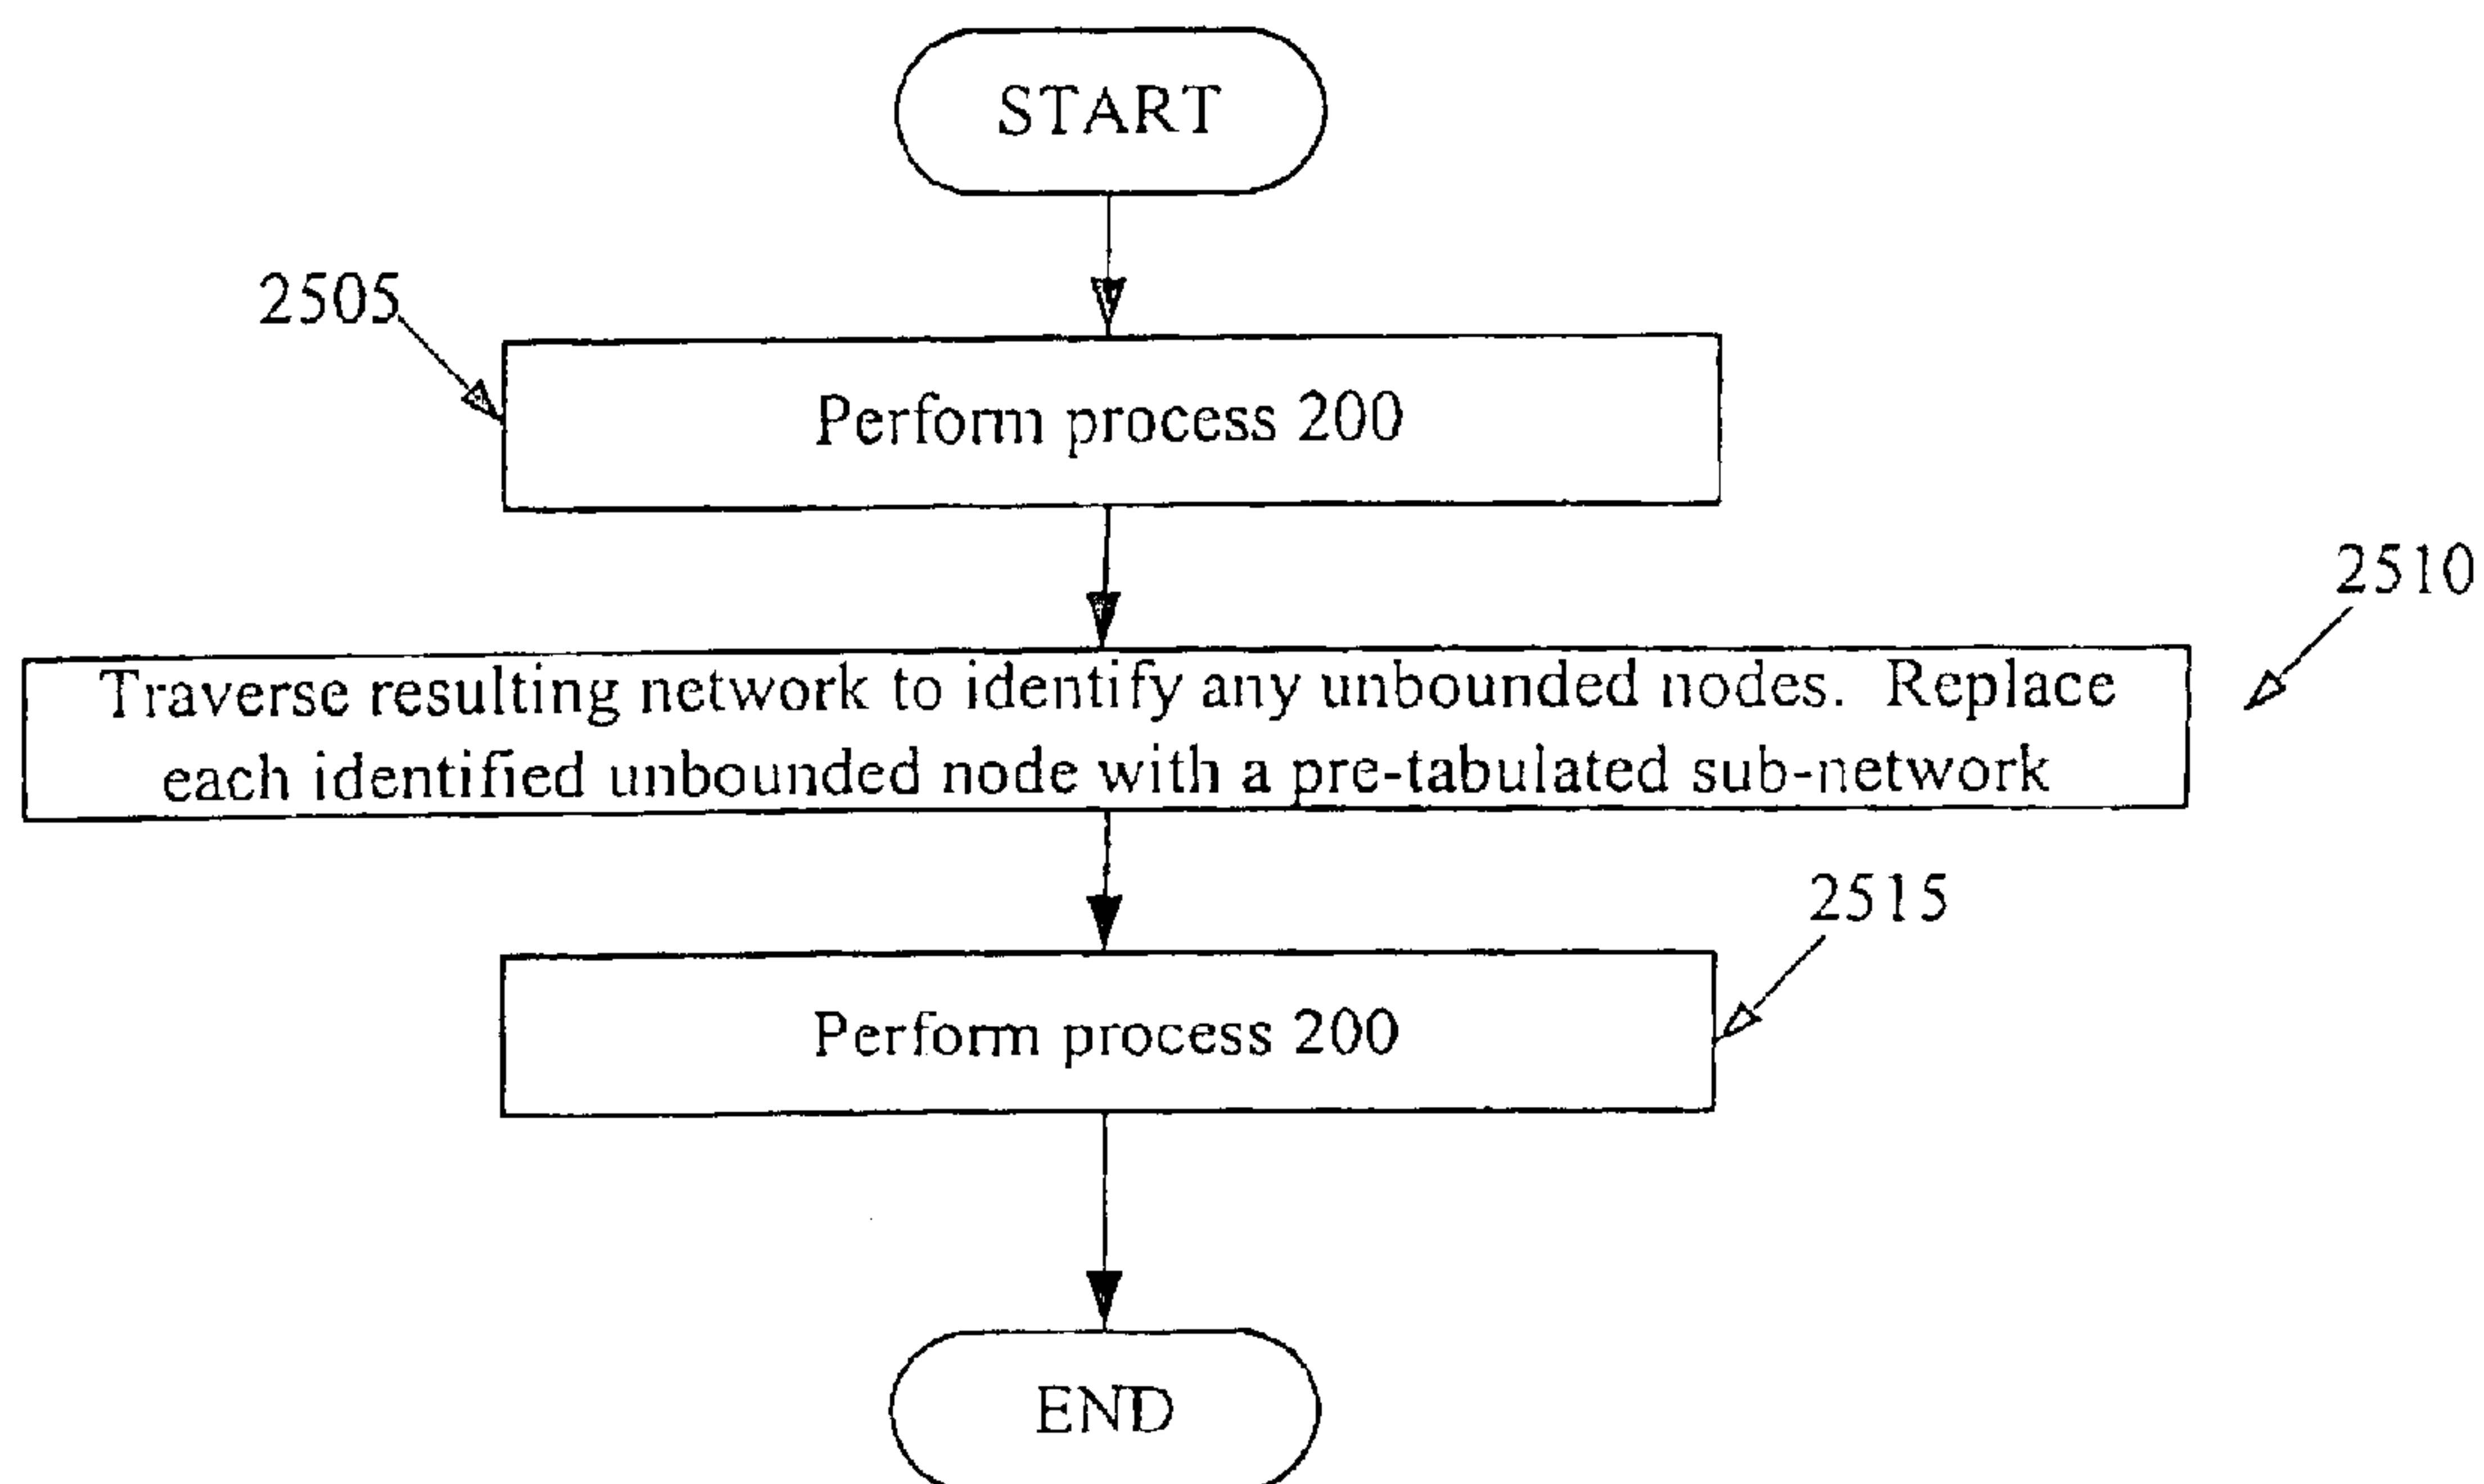 START
2505
Perform process 200
2510
Traverse resulting network to identify any unbounded nodes. Replace
each identified unbounded node with a pre-tabulated sub-network
2515
Perform process 200
END